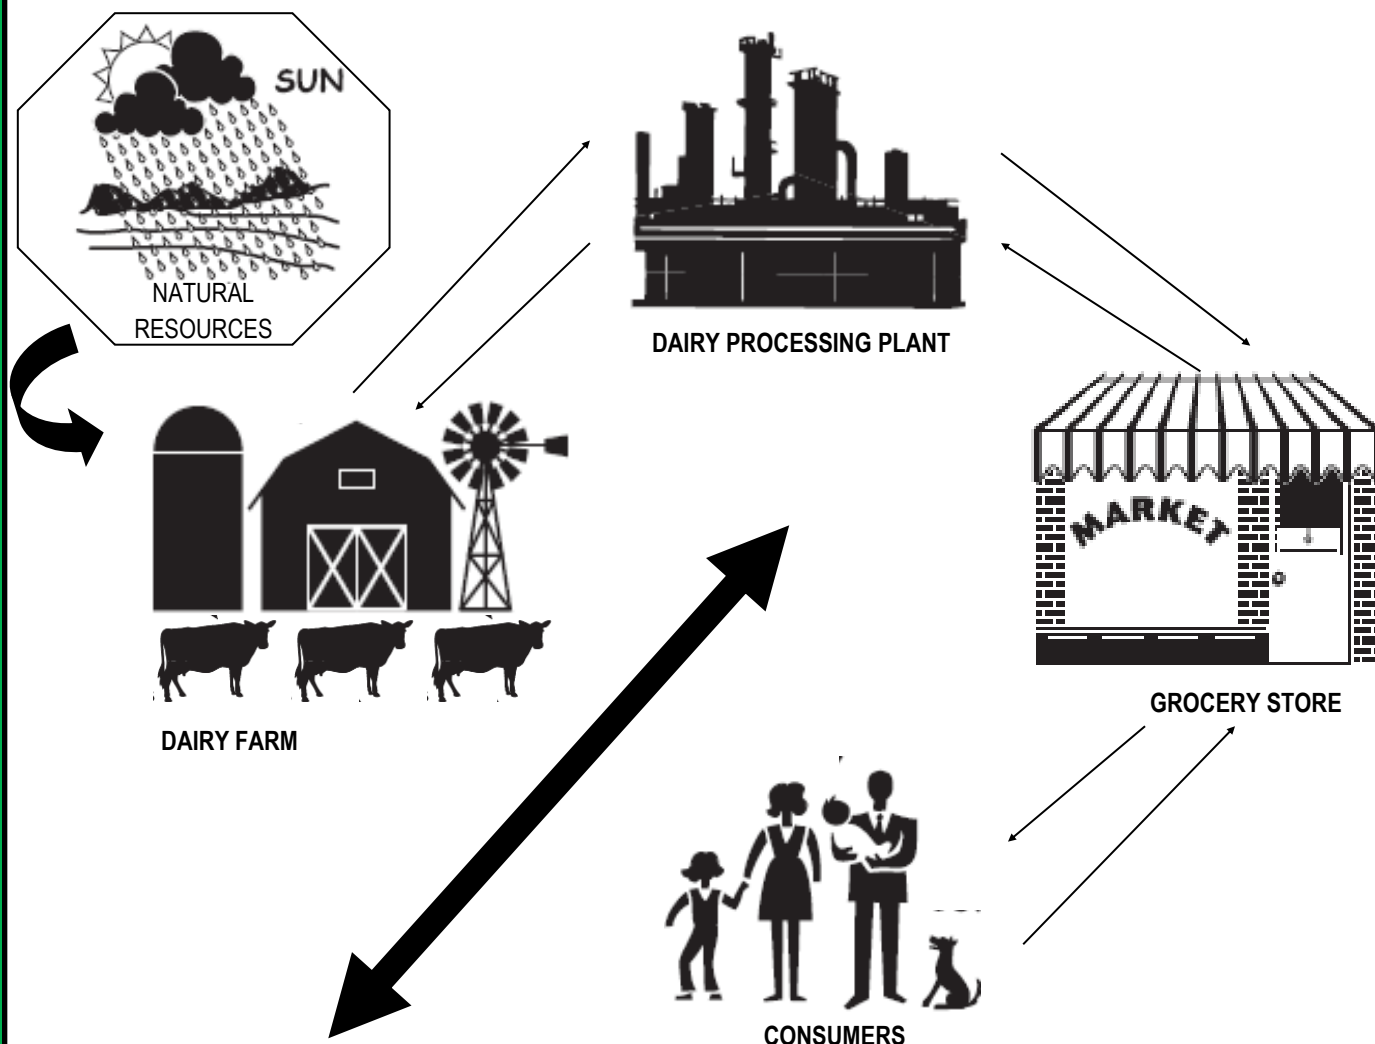 SUN
NATURAL
RESOURCES
DAIRY PROCESSING PLANT
MARKET
GROCERY STORE
DAIRY FARM
CONSUMERS